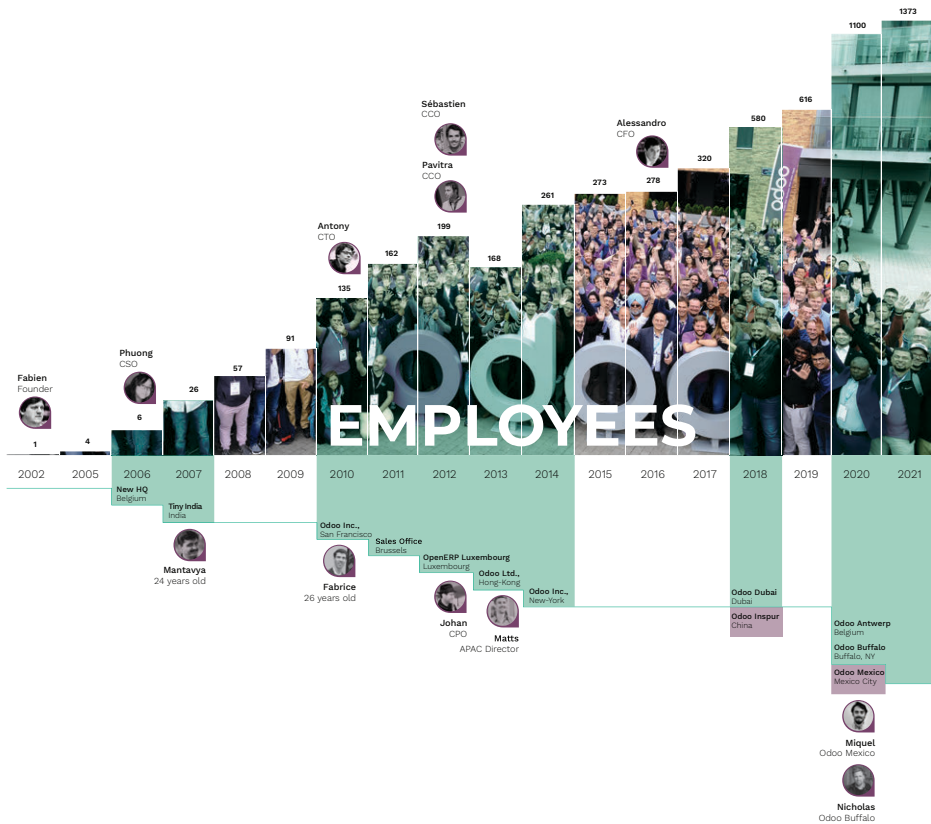 1373
1100
616
580
Sébastien
CCO
Alessandro
CFO
Pavitra
CCO
320
278
273
261
odoo
Antony
CTO
199
162
168
135
91
Phuong
CSO
57
Fabien
Founder
26
6
1
4
odoo
EMPLOYEES
2002 2005 2006 2007 2008 2009 2010 2011 2012 2013 2014 2015 2016 2017 2018 2019 2020 2021
New HQ
Belgium
Tiny India
India
Mantavya
24 years old
Odoo Inc.,
San Francisco
Fabrice
26 years old
Sales Office
Brussels
OpenERP Luxembourg
Luxembourg
Johan
CPO
Odoo Ltd.,
Hong-Kong
Matts
APAC Director
Odoo Inc.,
New-York
Odoo Dubai
Dubai
Odoo Inspur
China
Odoo Antwerp
Belgium
Odoo Buffalo
Buffalo, NY
Odoo Mexico
Mexico City
Miquel
Odoo Mexico
Nicholas
Odoo Buffalo